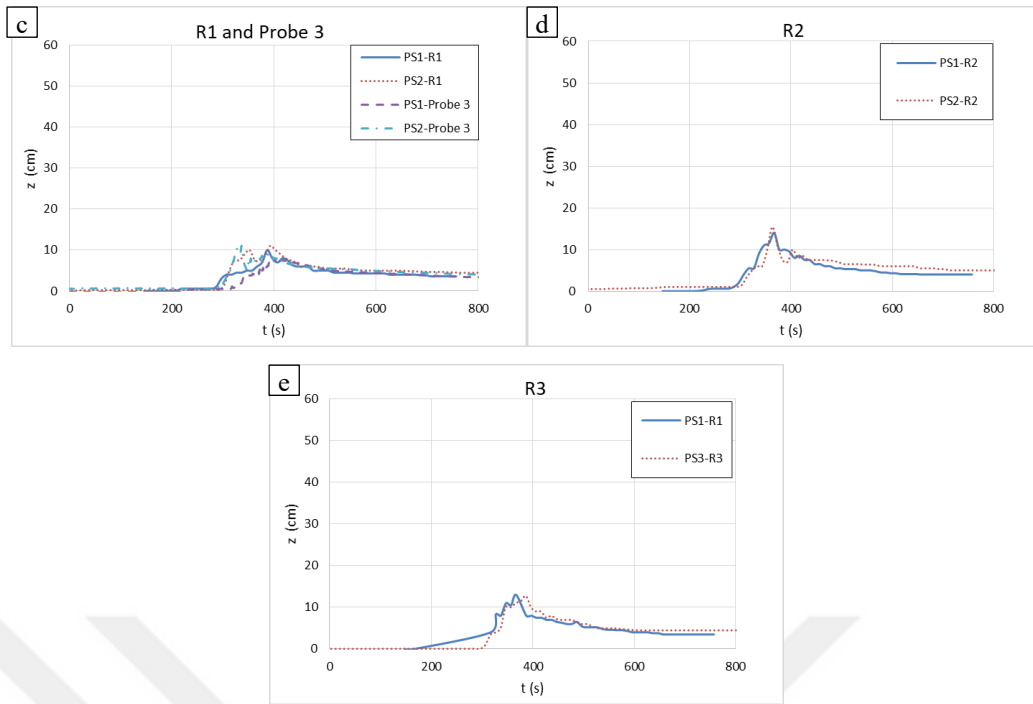 c
R1 and Probe 3
60
50
40
30
20
10
0
z (cm)
0 200 400 600 800
t (s)
PS1-R1
PS2-R1
PS1-Probe 3
PS2-Probe 3
d
R2
60
50
40
30
20
10
0
z (cm)
0 200 400 600 800
t (s)
PS1-R2
PS2-R2
e
R3
60
50
40
30
20
10
0
z (cm)
0 200 400 600 800
t (s)
PS1-R1
PS3-R3